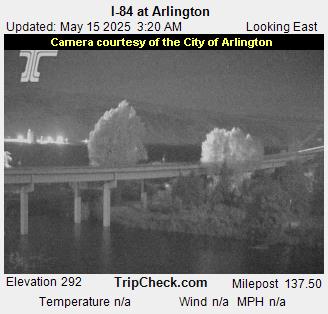 I-84 at Arlington
Updated: May 15 2025 3:20 AM Looking East
Camera courtesy of the City of Arlington
Elevation 292 TripCheck.com Milepost 137.50
Temperature n/a Wind n/a MPH n/a